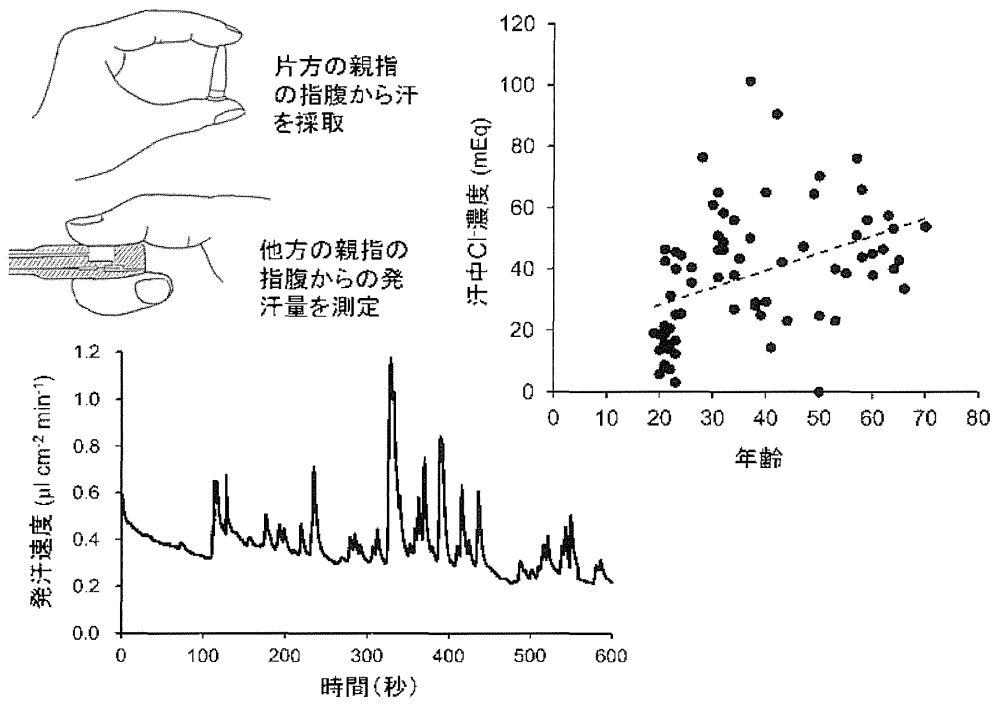 片方の親指
の指腹から汗
を採取
他方の親指の
指腹からの発
汗量を測定
汗中Cl⁻濃度 (mEq)
120
100
80
60
40
20
0
0 10 20 30 40 50 60 70 80
年齢
発汗速度 (μl cm⁻² min⁻¹)
1.2
1.0
0.8
0.6
0.4
0.2
0.0
0 100 200 300 400 500 600
時間(秒)